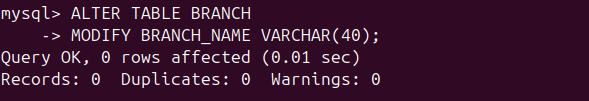 mysql> ALTER TABLE BRANCH
    -> MODIFY BRANCH_NAME VARCHAR(40);
Query OK, 0 rows affected (0.01 sec)
Records: 0  Duplicates: 0  Warnings: 0